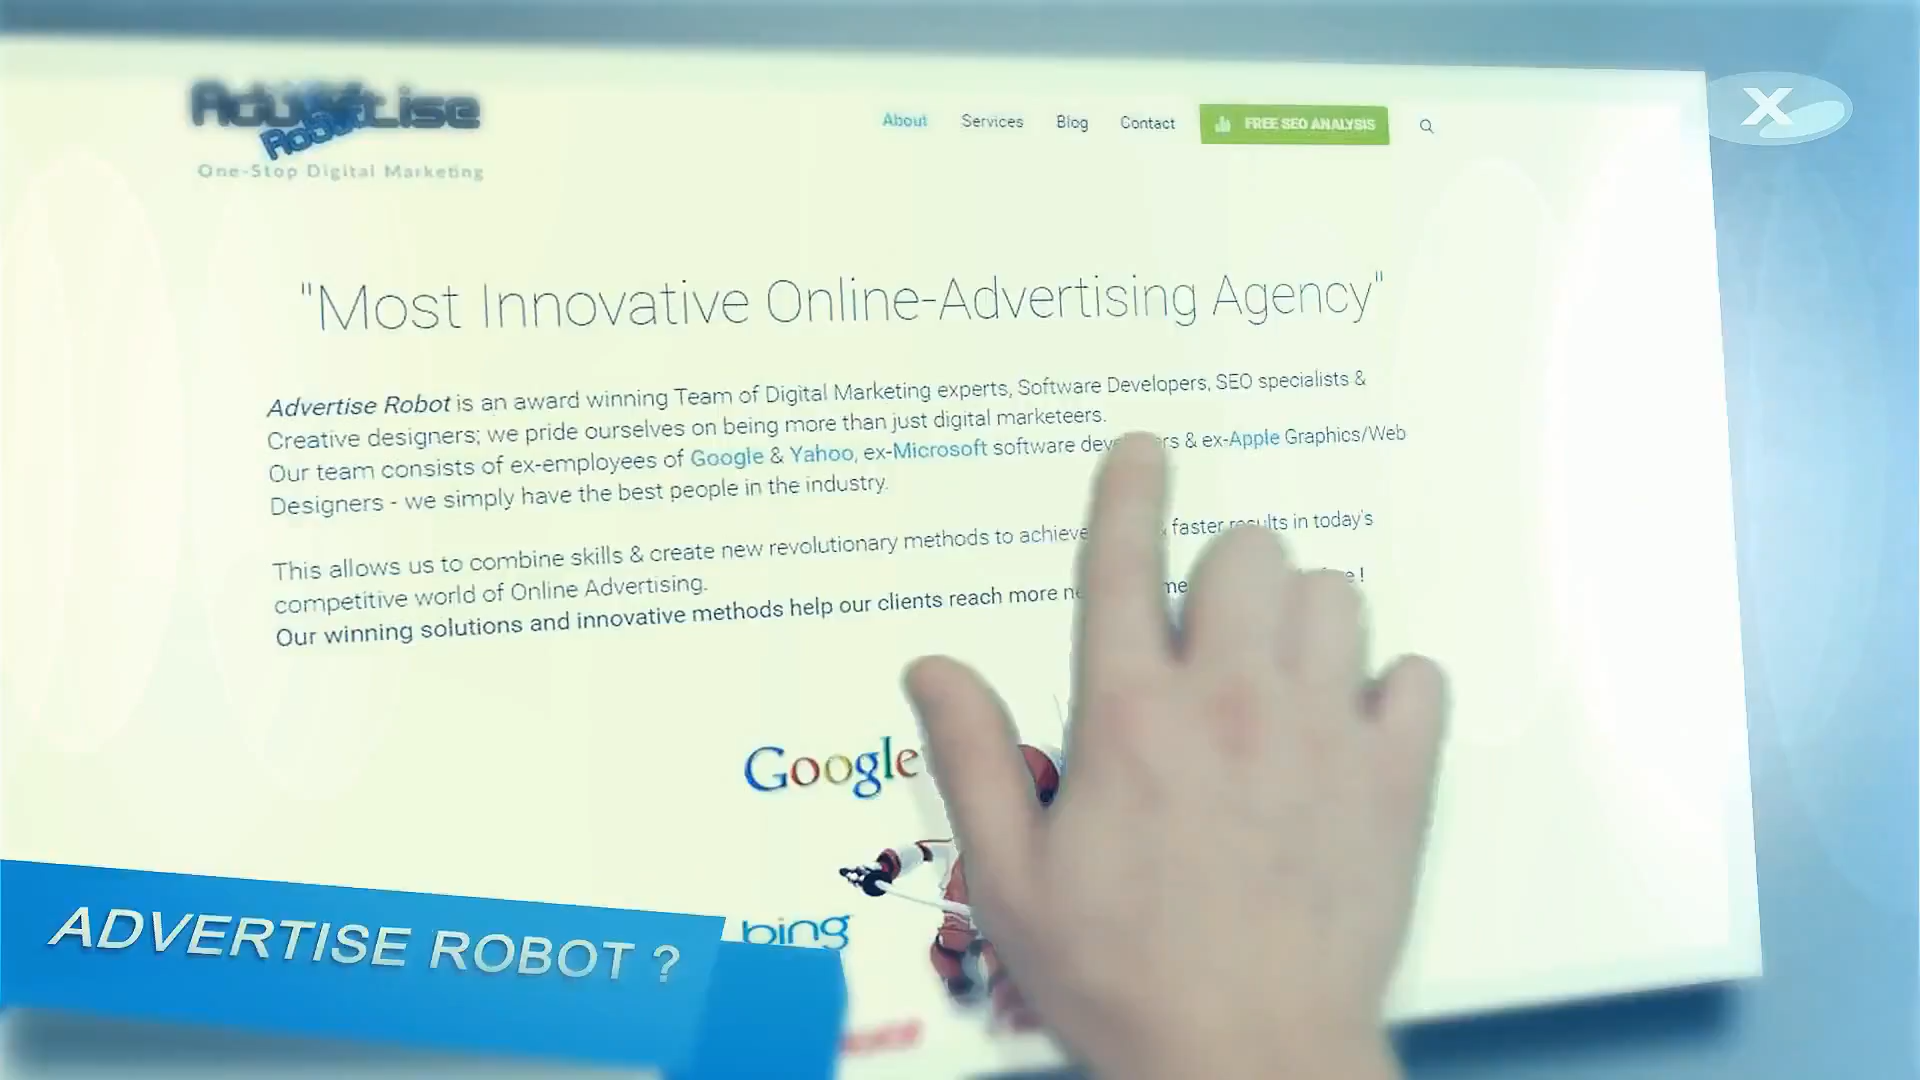 Advertise
Robot
One-Stop Digital Marketing
About Services Blog Contact FREE SEO ANALYSIS
X
"Most Innovative Online-Advertising Agency"
Advertise Robot is an award winning Team of Digital Marketing experts, Software Developers, SEO specialists &
Creative designers; we pride ourselves on being more than just digital marketeers.
Our team consists of ex-employees of Google & Yahoo, ex-Microsoft software developers & ex-Apple Graphics/Web
Designers - we simply have the best people in the industry.
This allows us to combine skills & create new revolutionary methods to achieve faster results in today's
competitive world of Online Advertising.
Our winning solutions and innovative methods help our clients reach more
Google
bing
ADVERTISE ROBOT ?